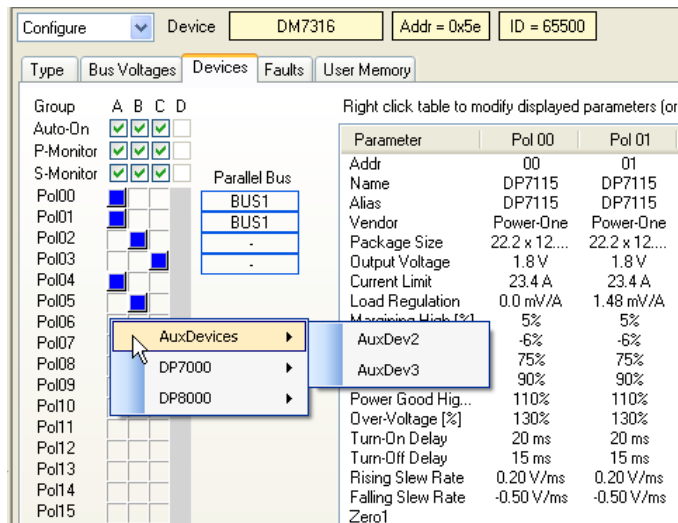 Configure Device DM7316 Addr = 0x5e ID = 65500
Type Bus Voltages Devices Faults User Memory
Group A B C D
Auto-On
P-Monitor
S-Monitor
Parallel Bus
Pol00 BUS1
Pol01 BUS1
Pol02 -
Pol03 -
Pol04
Pol05
Pol06
Pol07
Pol08
Pol09
Pol10
Pol11
Pol12
Pol13
Pol14
Pol15
AuxDevices
DP7000
DP8000
AuxDev2
AuxDev3
Right click table to modify displayed parameters (or
Parameter Pol 00 Pol 01
Addr 00 01
Name DP7115 DP7115
Alias DP7115 DP7115
Vendor Power-One Power-One
Package Size 22.2 x 12.... 22.2 x 12....
Output Voltage 1.8 V 1.8 V
Current Limit 23.4 A 23.4 A
Load Regulation 0.0 mV/A 1.48 mV/A
Margining High [%] 5% 5%
-6% -6%
75% 75%
90% 90%
Power Good Hig... 110% 110%
Over-Voltage [%] 130% 130%
Turn-On Delay 20 ms 20 ms
Turn-Off Delay 15 ms 15 ms
Rising Slew Rate 0.20 V/ms 0.20 V/ms
Falling Slew Rate -0.50 V/ms -0.50 V/ms
Zero1